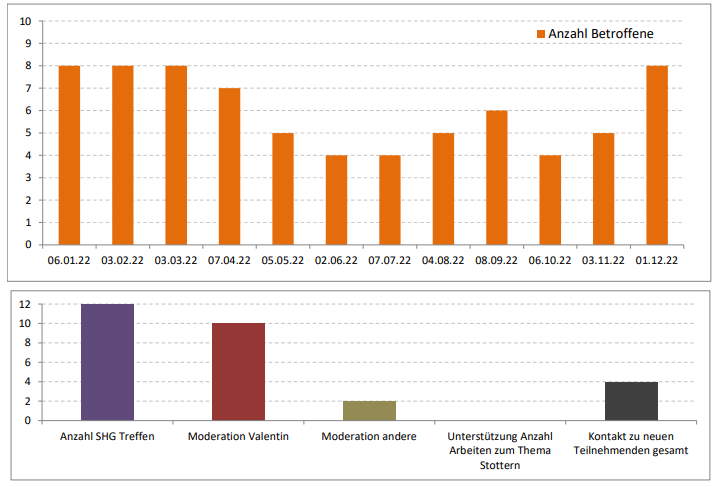 10
Anzahl Betroffene
9
8
7
6
5
4
3
2
1
0
06.01.22 03.02.22 03.03.22 07.04.22 05.05.22 02.06.22 07.07.22 04.08.22 08.09.22 06.10.22 03.11.22 01.12.22
12
10
8
6
4
2
0
Anzahl SHG Treffen
Moderation Valentin
Moderation andere
Unterstützung Anzahl
Arbeiten zum Thema
Stottern
Kontakt zu neuen
Teilnehmenden gesamt